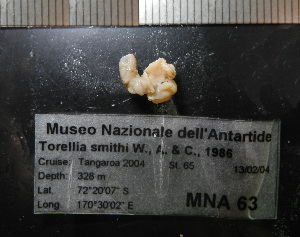 Museo Nazionale dell'Antartide
Torellia smithi W., A. & C., 1986
Cruise: Tangaroa 2004 St. 65 13/02/04
Depth: 328 m
Lat. 72°20'07" S
Long. 170°30'02" E MNA 63